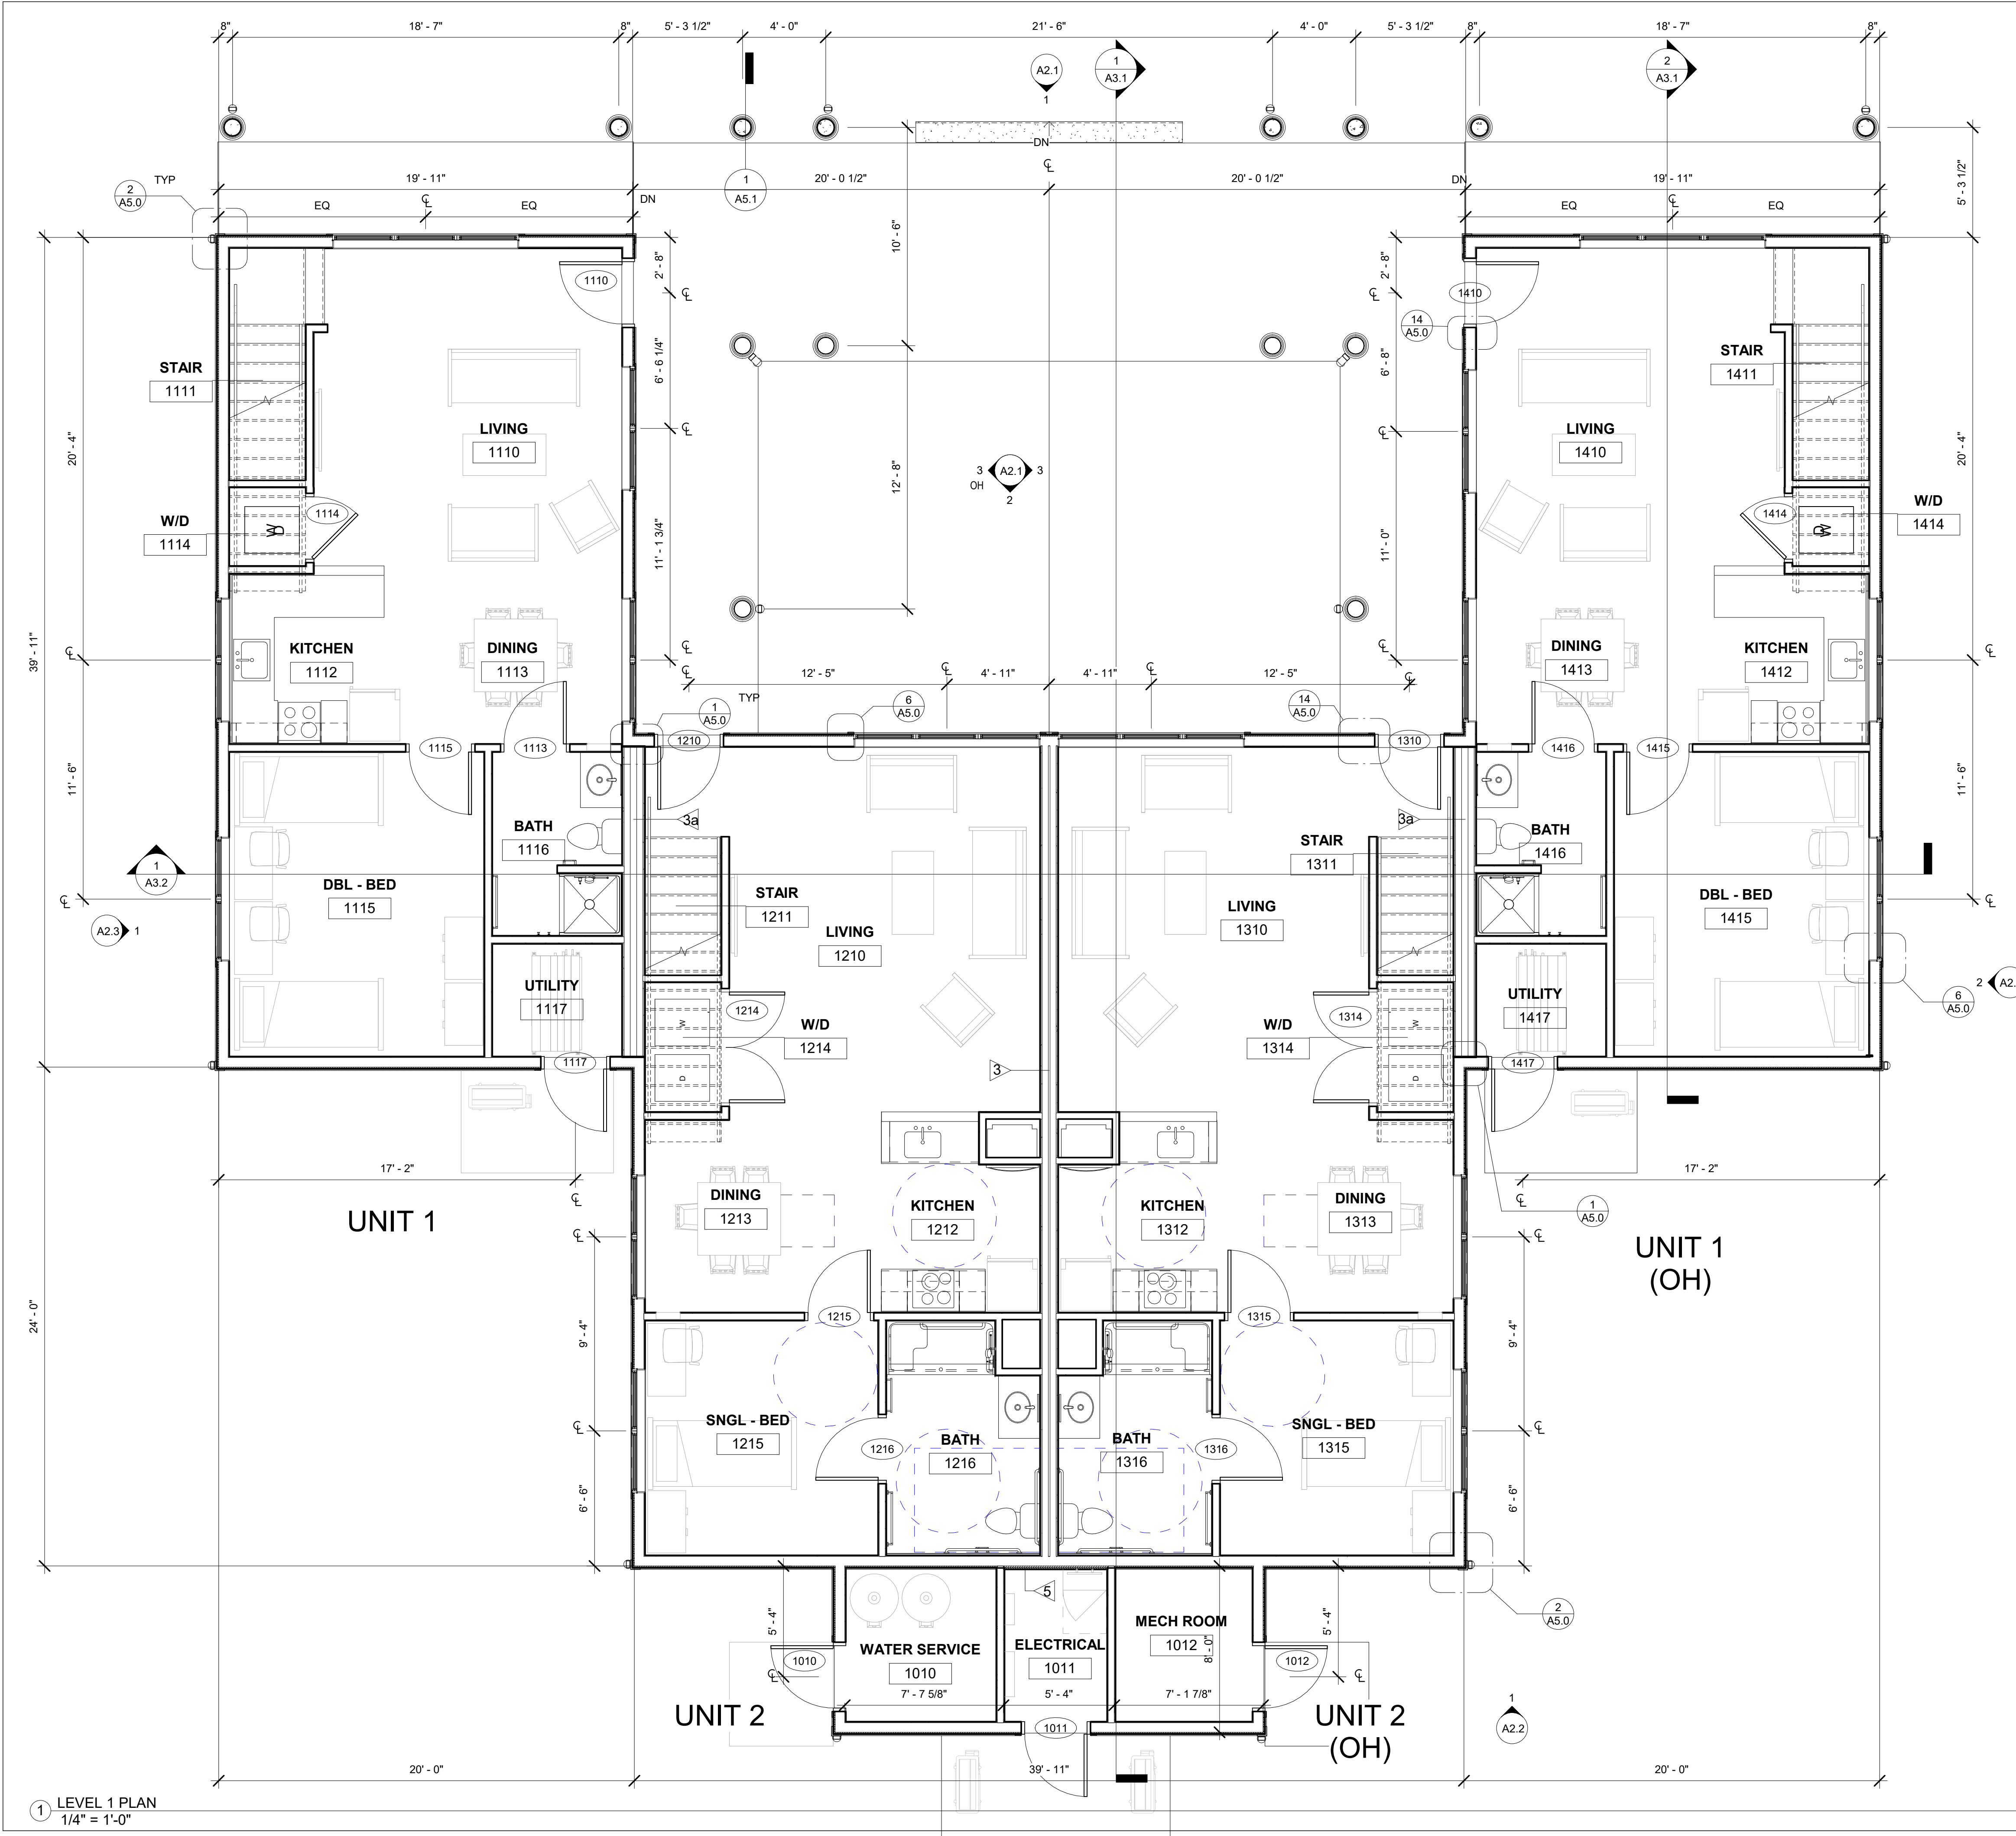 8" 18' - 7" 8" 5' - 3 1/2" 4' - 0" 21' - 6" 4' - 0" 5' - 3 1/2" 8" 18' - 7" 8"
A2.1
1
1
A3.1
2
A3.1
DN
℄
5' - 3 1/2"
2
A5.0
TYP
19' - 11" 20' - 0 1/2" 20' - 0 1/2" DN 19' - 11"
1
A5.1
EQ ℄ EQ DN EQ ℄ EQ
10' - 6"
2' - 8"
℄
2' - 8"
℄
1110
1410
14
A5.0
STAIR
1111
6' - 6 1/4"
6' - 8"
STAIR
1411
LIVING
1110
℄
℄
LIVING
1410
20' - 4"
20' - 4"
12' - 8"
3 A2.1 3
OH
2
W/D
1114
1114
W
D
11' - 1 3/4"
11' - 0"
1414
W
D
W/D
1414
39' - 11"
KITCHEN
1112
DINING
1113
℄
℄
℄
DINING
1413
KITCHEN
1412
℄
℄
12' - 5" ℄ 4' - 11" 4' - 11" ℄ 12' - 5" ℄
TYP
1
A5.0
6
A5.0
14
A5.0
1115
1113
1210
1310
1416
1415
11' - 6"
11' - 6"
BATH
1116
3a
3a
BATH
1416
STAIR
1311
1
A3.2
DBL - BED
1115
STAIR
1211
LIVING
1210
LIVING
1310
DBL - BED
1415
℄
℄
A2.3 1
UTILITY
1117
UTILITY
1417
2 A2.
6
A5.0
W
1214
W/D
1214
W/D
1314
1314
W
D
D
1117
3
1417
17' - 2"
17' - 2"
℄
℄
UNIT 1
DINING
1213
KITCHEN
1212
KITCHEN
1312
DINING
1313
1
A5.0
UNIT 1
(OH)
℄
℄
24' - 0"
9' - 4"
1215
1315
9' - 4"
SNGL - BED
1215
℄
1216
BATH
1216
BATH
1316
1316
SNGL - BED
1315
℄
6' - 6"
6' - 6"
5
2
A5.0
5' - 4"
5' - 4"
WATER SERVICE
1010
ELECTRICAL
1011
MECH ROOM
1012
8' - 0"
1010
℄
1012
℄
7' - 7 5/8" 5' - 4" 7' - 1 7/8"
UNIT 2
1011
UNIT 2
(OH)
1
A2.2
20' - 0" 39' - 11" 20' - 0"
1 LEVEL 1 PLAN
1/4" = 1'-0"